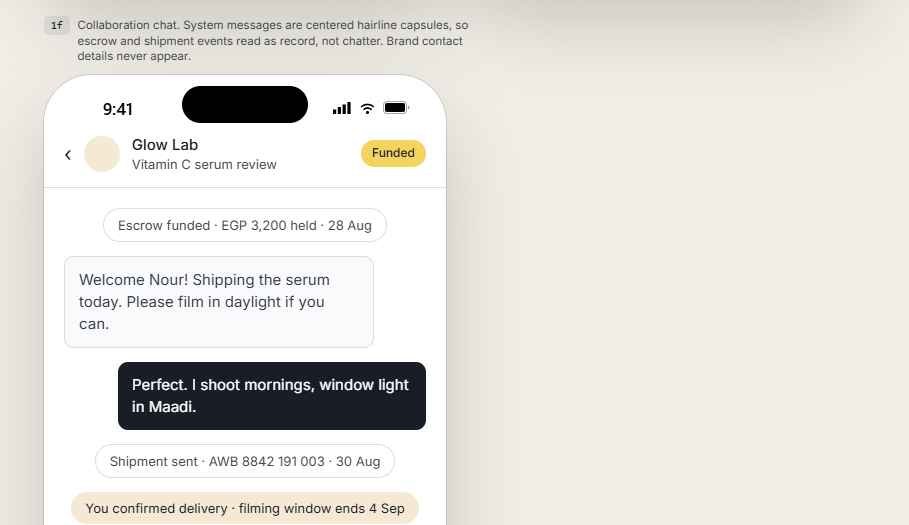 1f
Collaboration chat. System messages are centered hairline capsules, so
escrow and shipment events read as record, not chatter. Brand contact
details never appear.
9:41
Glow Lab
Vitamin C serum review
Funded
Escrow funded · EGP 3,200 held · 28 Aug
Welcome Nour! Shipping the serum
today. Please film in daylight if you
can.
Perfect. I shoot mornings, window light
in Maadi.
Shipment sent · AWB 8842 191 003 · 30 Aug
You confirmed delivery · filming window ends 4 Sep